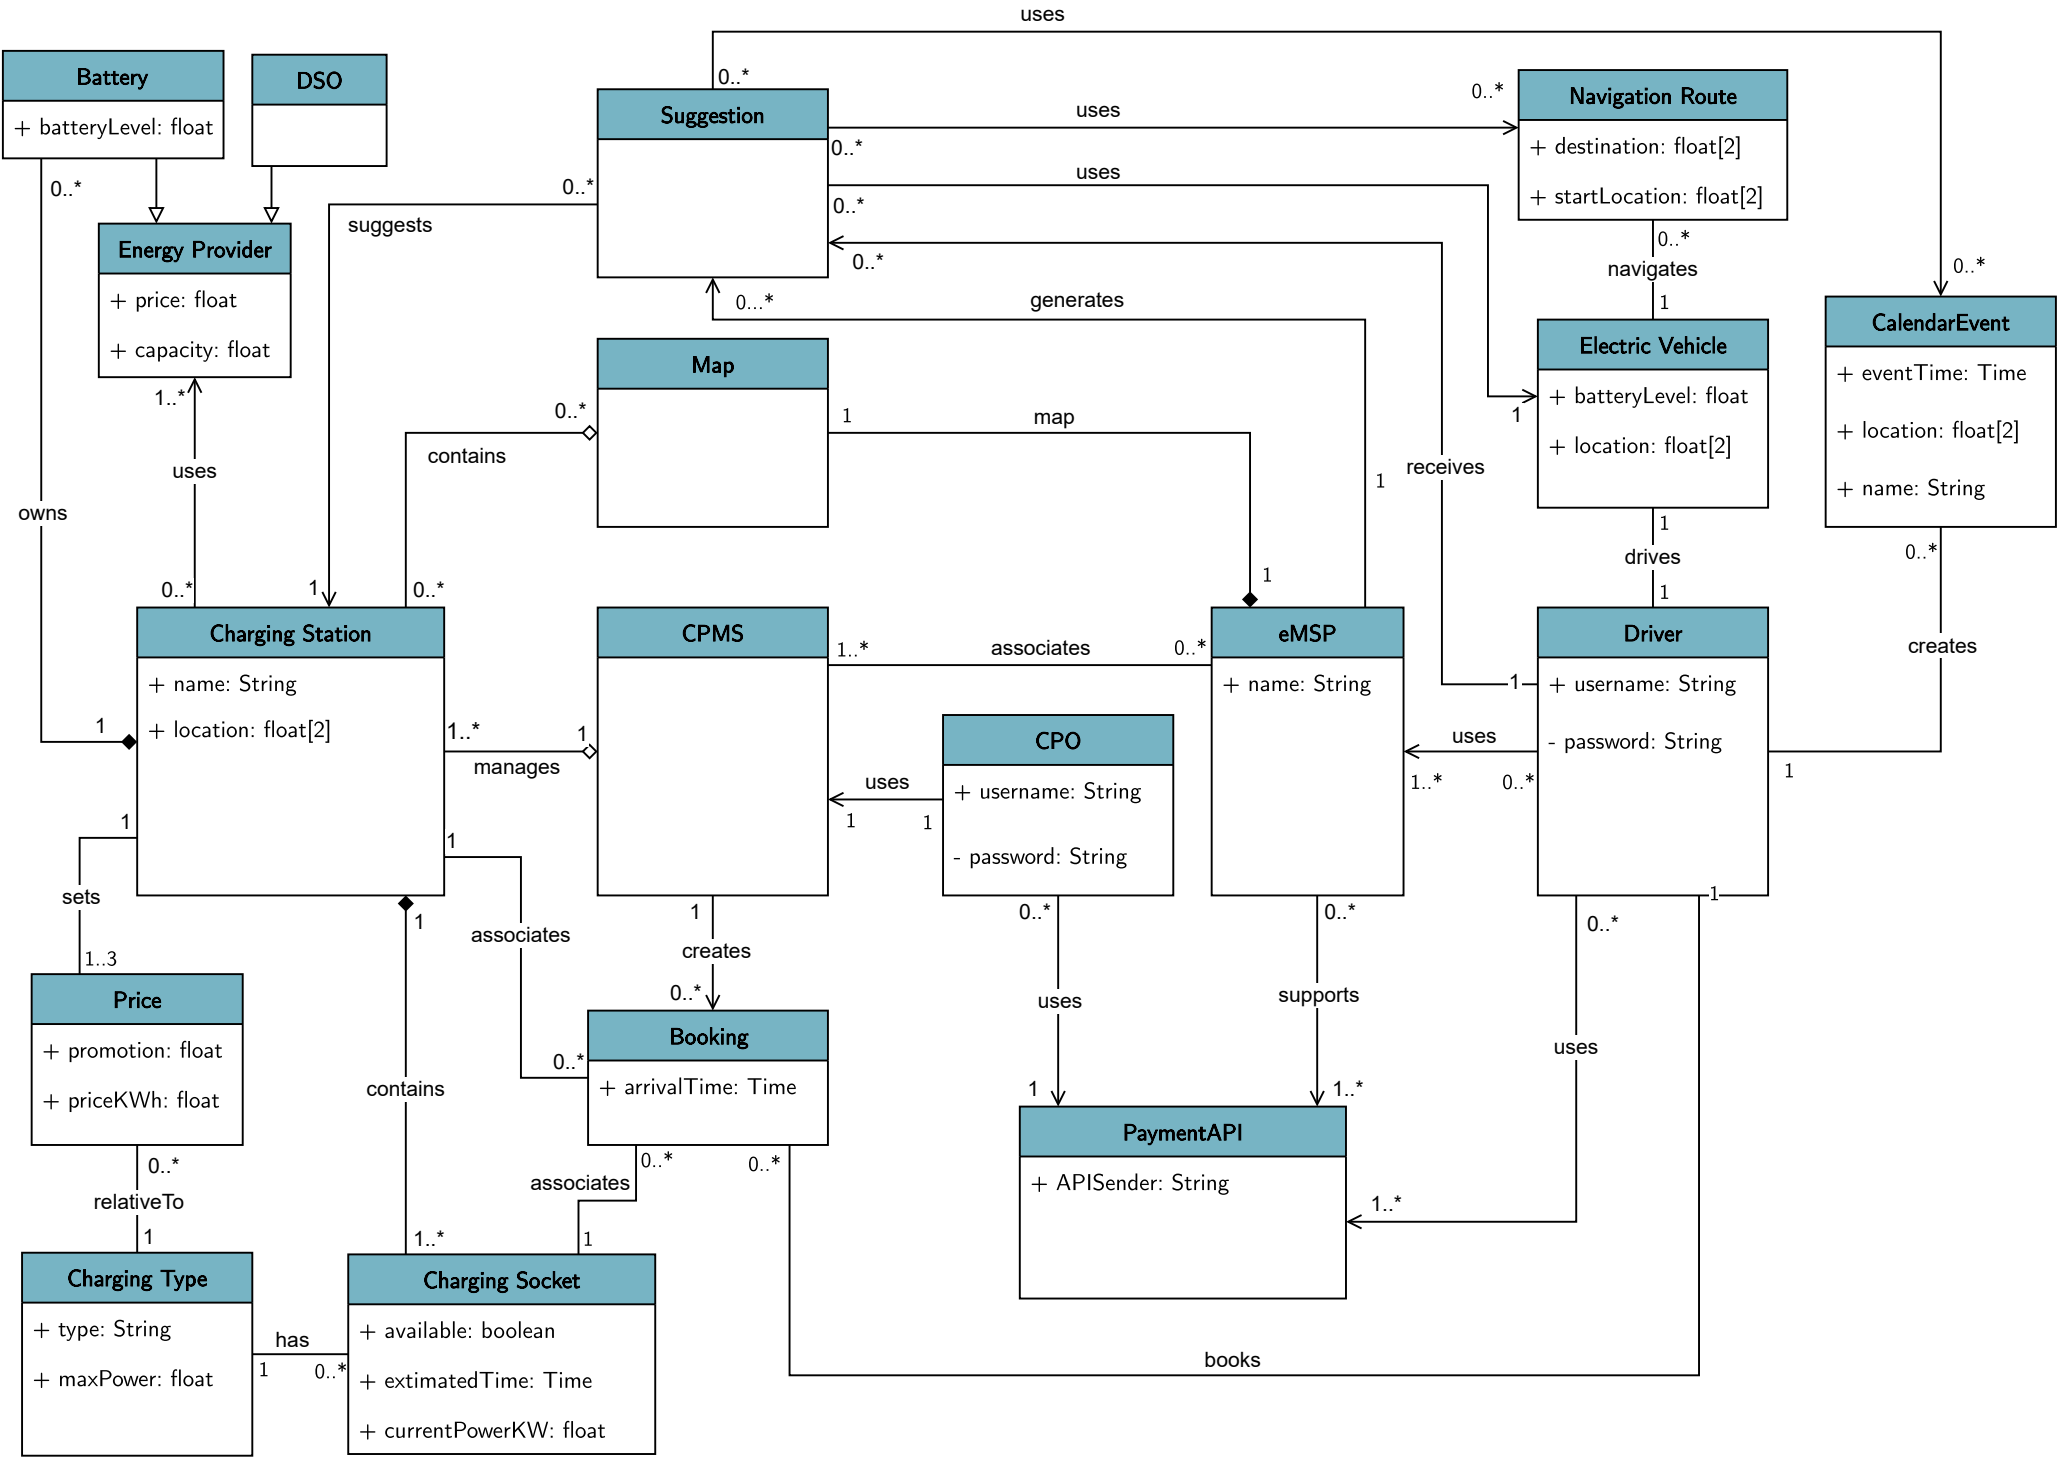 uses
Battery
+ batteryLevel: float
DSO
0..*
Suggestion
0..*
uses
0..*
Navigation Route
+ destination: float[2]
+ startLocation: float[2]
uses
0..*
0..*
0..*
suggests
0..*
0..*
navigates
1
0..*
Energy Provider
+ price: float
+ capacity: float
1..*
0...*
generates
Map
0..*
contains
1
map
Electric Vehicle
+ batteryLevel: float
+ location: float[2]
1
CalendarEvent
+ eventTime: Time
+ location: float[2]
+ name: String
uses
owns
receives
1
1
drives
1
0..*
0..*
1
0..*
1
Charging Station
+ name: String
+ location: float[2]
CPMS
1..*
associates
0..*
eMSP
+ name: String
Driver
+ username: String
- password: String
creates
1
1
1..*
1
manages
CPO
+ username: String
- password: String
uses
1
1
uses
1..*
0..*
1
1
sets
1..3
1
1
associates
1
creates
0..*
0..*
uses
1
0..*
supports
1..*
1
0..*
uses
1..*
Price
+ promotion: float
+ priceKWh: float
contains
Booking
+ arrivalTime: Time
0..*
PaymentAPI
+ APISender: String
0..*
relativeTo
1
0..*
associates
1
0..*
1..*
Charging Type
+ type: String
+ maxPower: float
has
1
0..*
Charging Socket
+ available: boolean
+ extimatedTime: Time
+ currentPowerKW: float
books